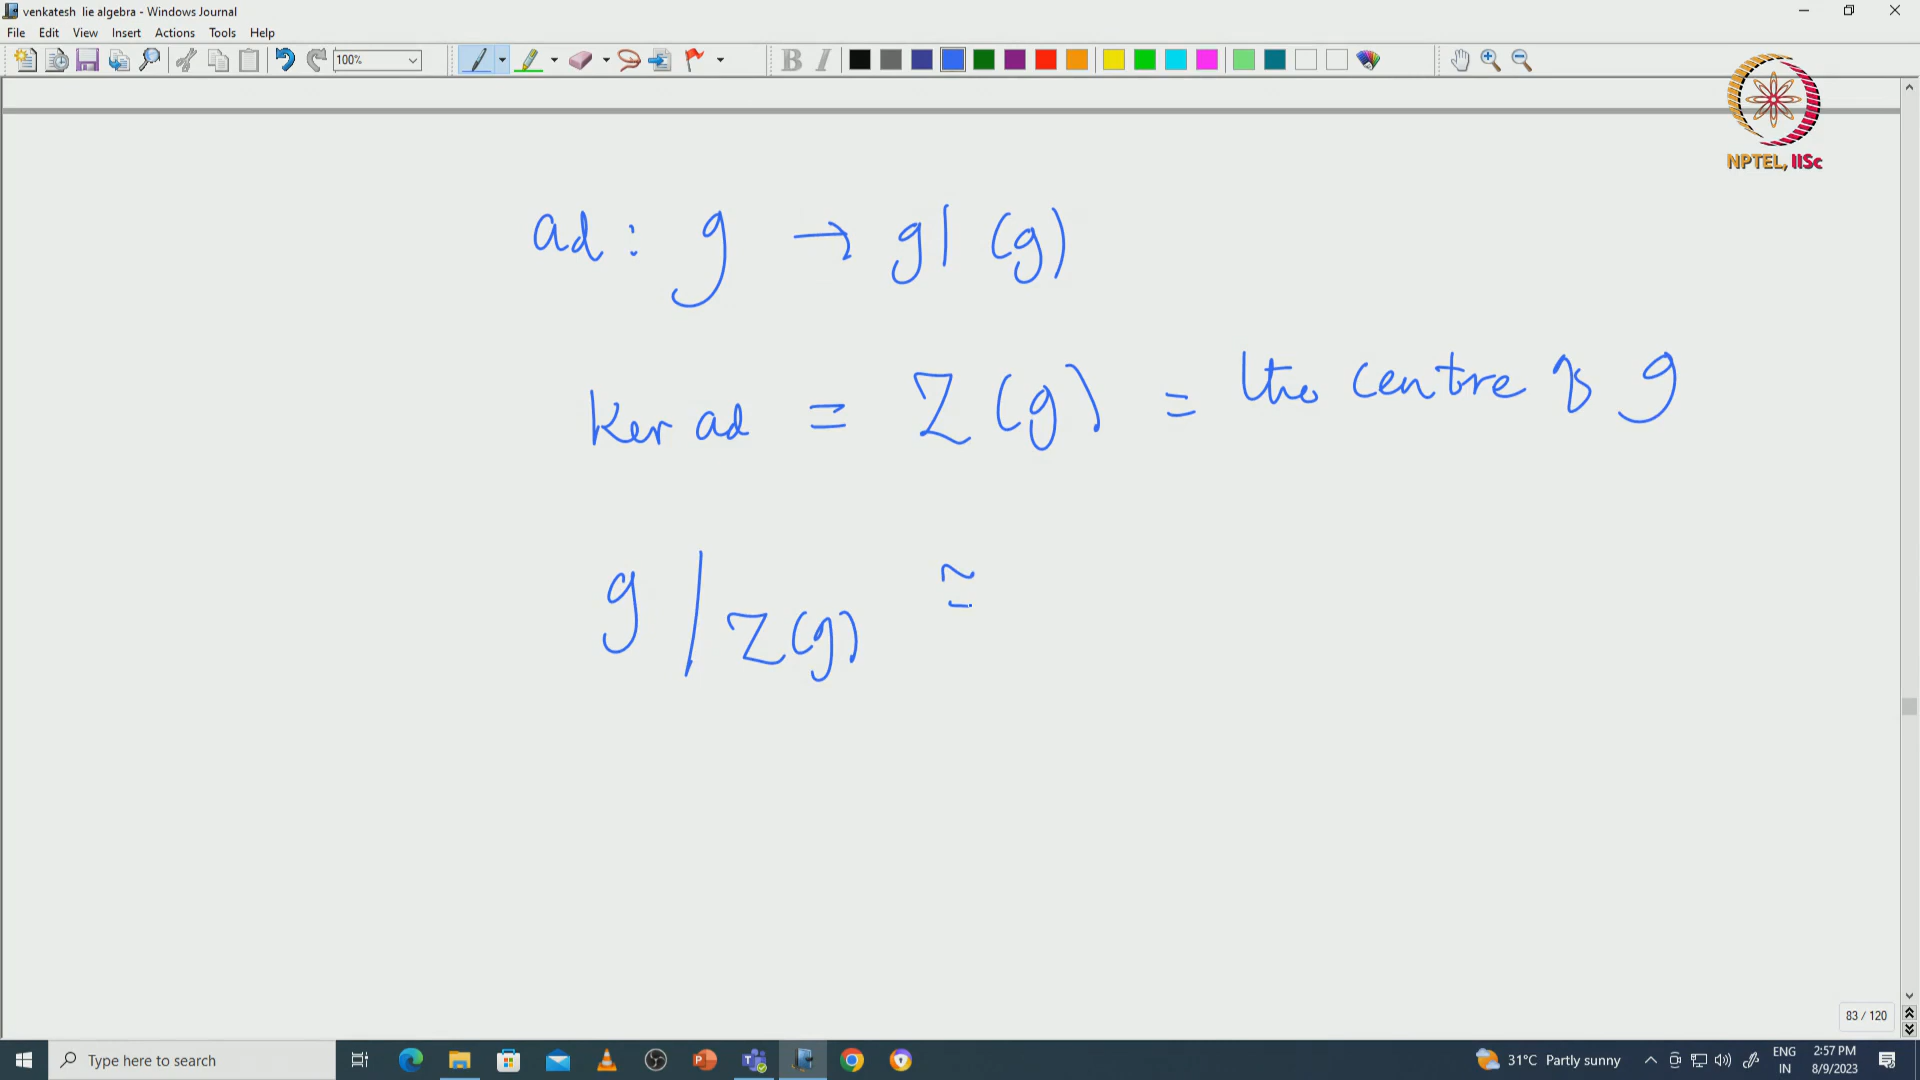 venkatesh lie algebra - Windows Journal
File Edit View Insert Actions Tools Help
100%
B I
NPTEL, IISc
ad : g → gl (g)
Ker ad = Z (g) = the centre of g
g / Z(g) ≅
83 / 120
Type here to search
31°C Partly sunny
ENG
IN
2:57 PM
8/9/2023